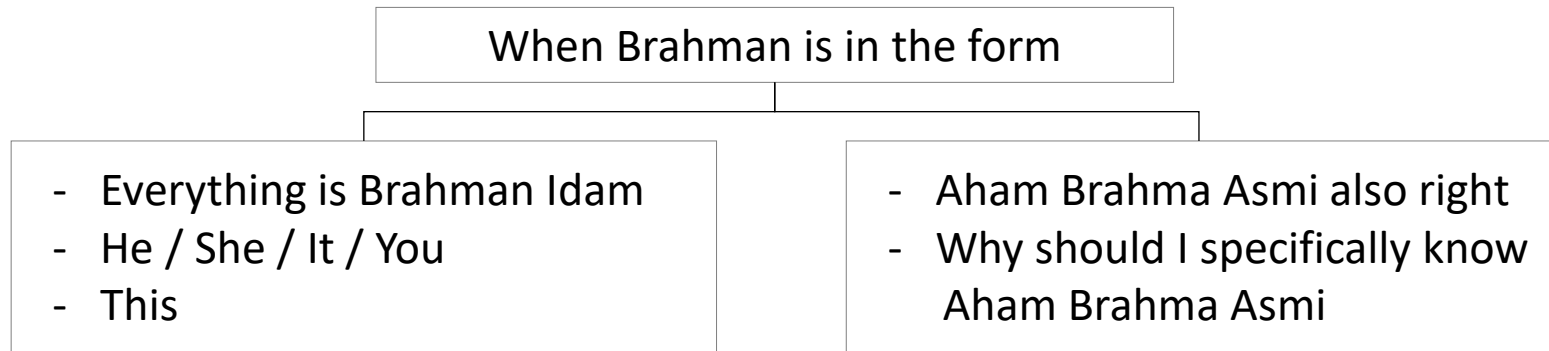 When Brahman is in the form
- Everything is Brahman Idam
- He / She / It / You
- This
- Aham Brahma Asmi also right
- Why should I specifically know
Aham Brahma Asmi